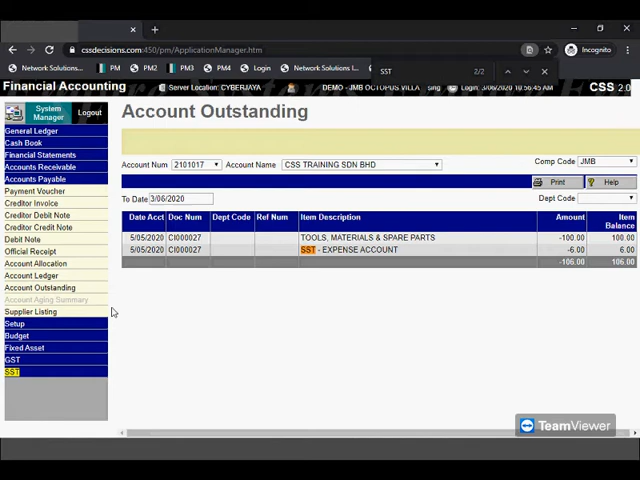 cssdecisions.com:450/pm/ApplicationManager.htm
Incognito
Network Solutions...
PM
PM2
PM3
PM4
Login
Network Solutions I...
SST
2/2
Financial Accounting
Server Location: CYBERJAYA
DEMO - JMB OCTOPUS VILLA
sing
Login: 3/06/2020 10:56:45 AM
CSS 2.0
System Manager
Logout
General Ledger
Cash Book
Financial Statements
Accounts Receivable
Accounts Payable
Payment Voucher
Creditor Invoice
Creditor Debit Note
Creditor Credit Note
Debit Note
Official Receipt
Account Allocation
Account Ledger
Account Outstanding
Account Aging Summary
Supplier Listing
Setup
Budget
Fixed Asset
GST
SST
Account Outstanding
Account Num 2101017 Account Name CSS TRAINING SDN BHD Comp Code JMB
Print ? Help
To Date 3/06/2020 Dept Code
Date Acct Doc Num Dept Code Ref Num Item Description Amount Item Balance
5/05/2020 CI000027 TOOLS, MATERIALS & SPARE PARTS -100.00 100.00
5/05/2020 CI000027 SST - EXPENSE ACCOUNT -6.00 6.00
-106.00 106.00
TeamViewer